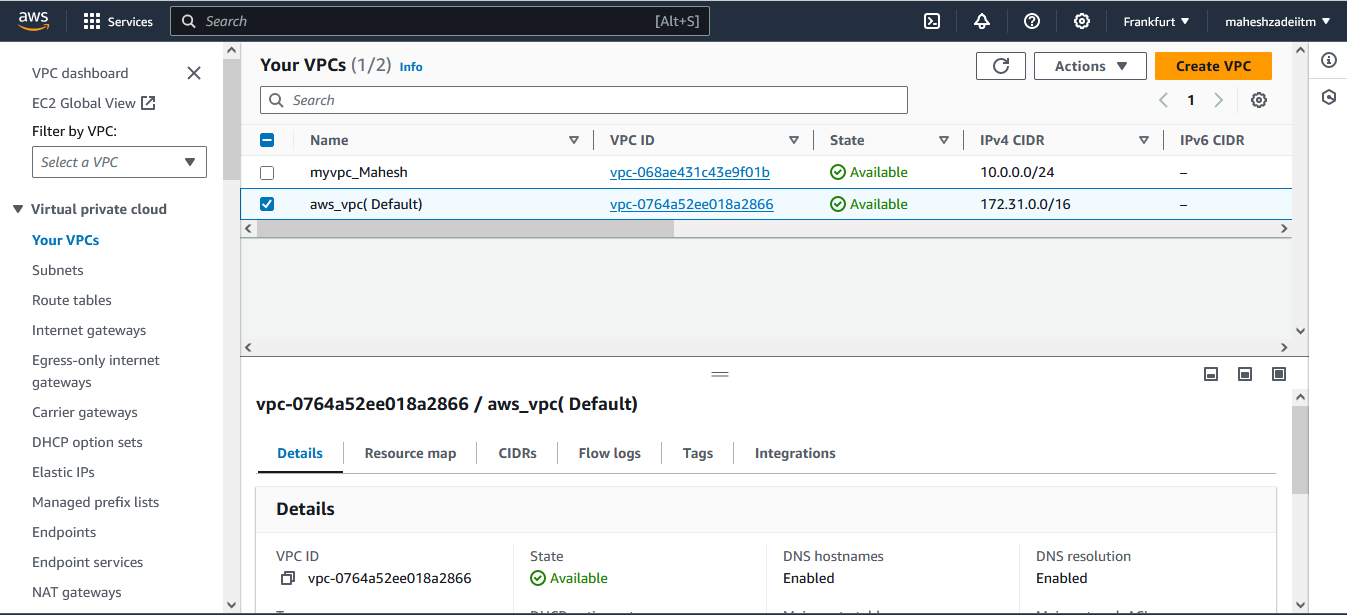 aws
Services
Search
[Alt+S]
Frankfurt
maheshzadeiitm
VPC dashboard
EC2 Global View
Filter by VPC:
Select a VPC
Virtual private cloud
Your VPCs
Subnets
Route tables
Internet gateways
Egress-only internet
gateways
Carrier gateways
DHCP option sets
Elastic IPs
Managed prefix lists
Endpoints
Endpoint services
NAT gateways
Your VPCs (1/2) Info
Actions
Create VPC
Search
1
Name VPC ID State IPv4 CIDR IPv6 CIDR
myvpc_Mahesh vpc-068ae431c43e9f01b Available 10.0.0.0/24 –
aws_vpc( Default) vpc-0764a52ee018a2866 Available 172.31.0.0/16 –
vpc-0764a52ee018a2866 / aws_vpc( Default)
Details Resource map CIDRs Flow logs Tags Integrations
Details
VPC ID State DNS hostnames DNS resolution
vpc-0764a52ee018a2866 Available Enabled Enabled